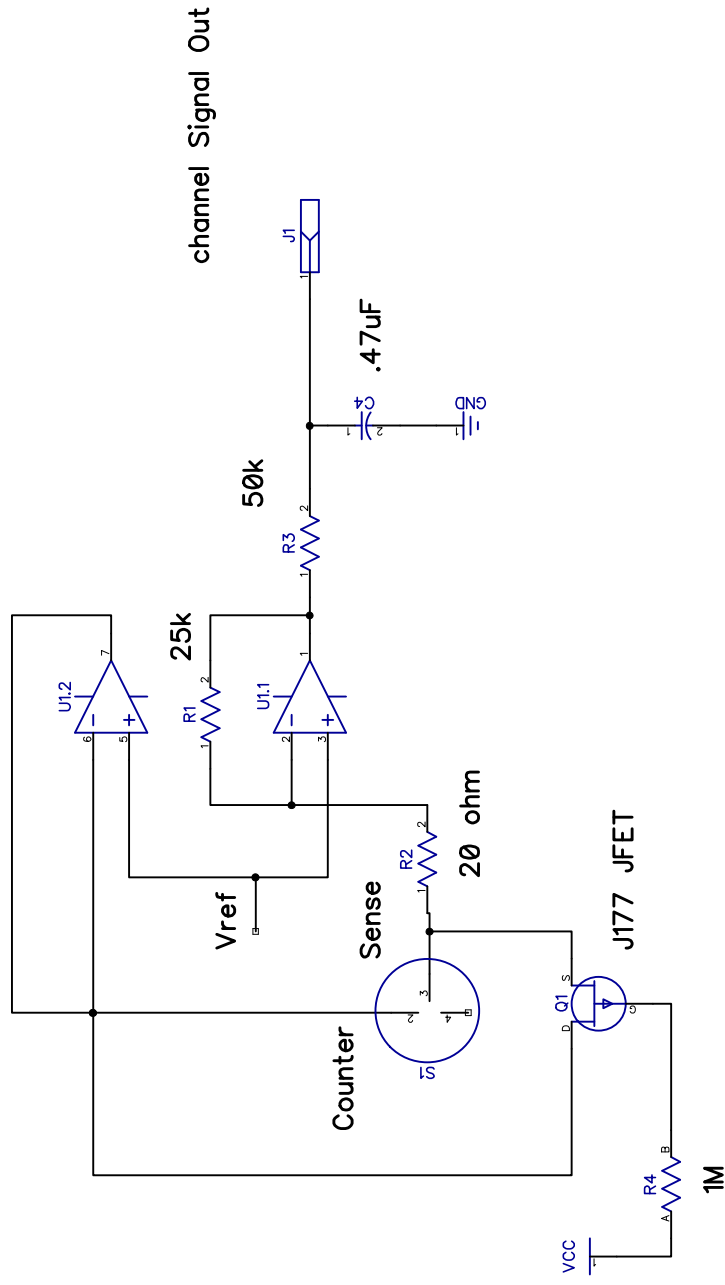 channel Signal Out
J1
1
.47uF
C4
1
2
GND
1
50k
R3
1
2
25k
R1
1
2
U1.2
7
6
5
−
+
U1.1
1
2
3
−
+
Vref
R2
1
2
20 ohm
Sense
Counter
S1
2
3
4
J177 JFET
Q1
S
D
G
R4
A
B
1M
VCC
1